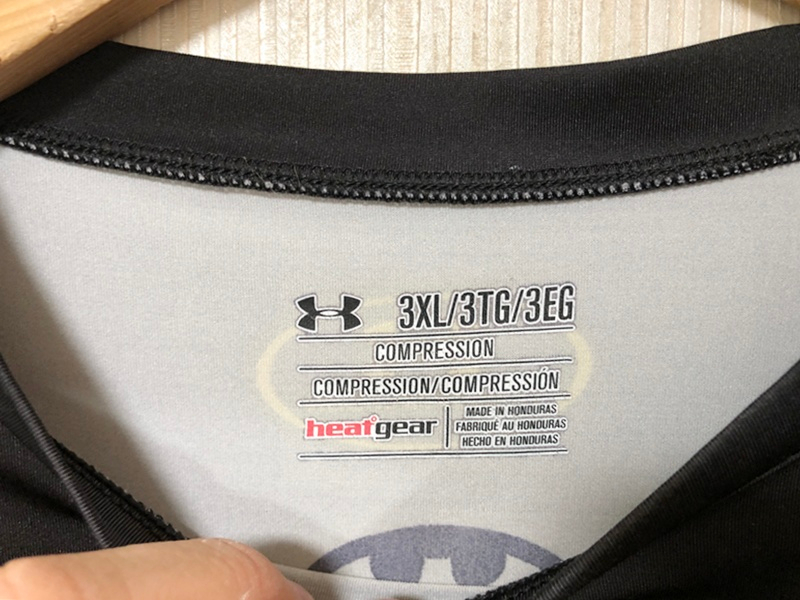 3XL/3TG/3EG
COMPRESSION
COMPRESSION/COMPRESSIÓN
heatgear
MADE IN HONDURAS
FABRIQUÉ AU HONDURAS
HECHO EN HONDURAS